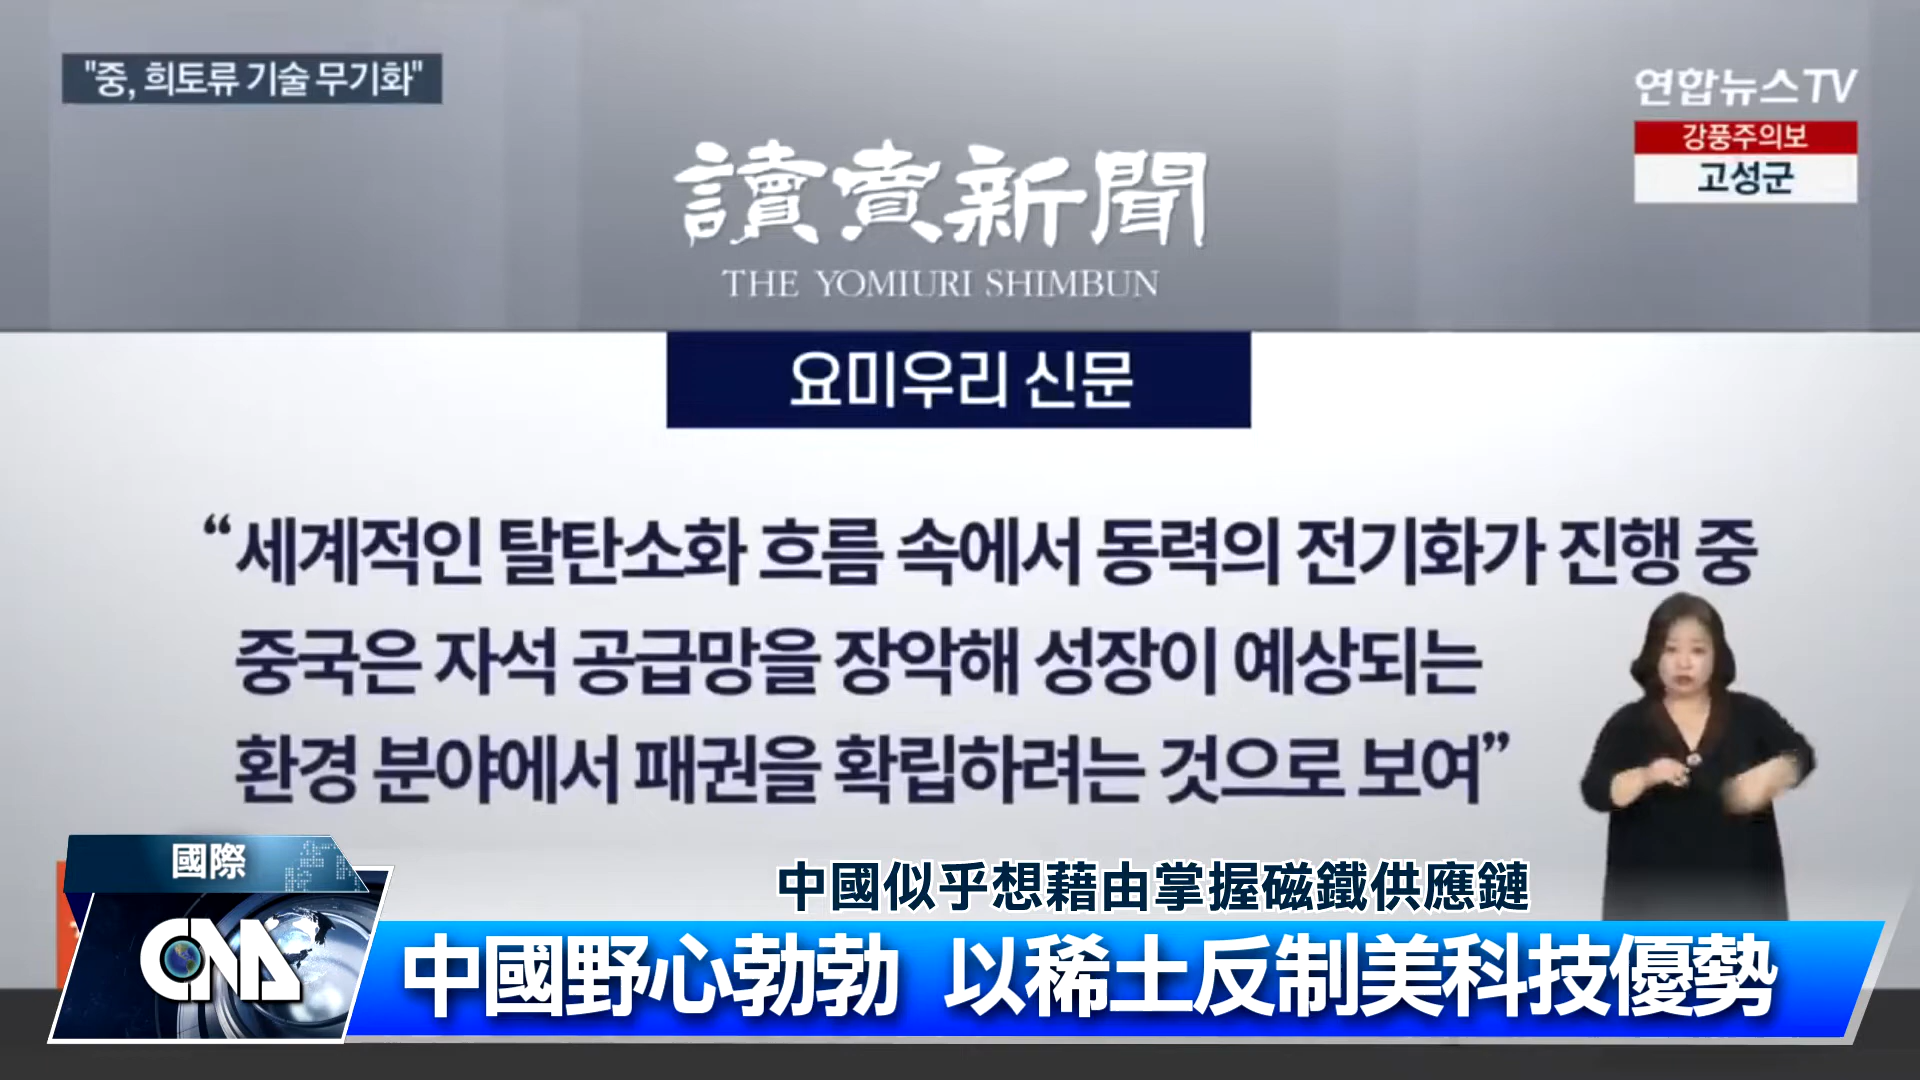 "중, 희토류 기술 무기화"
연합뉴스TV
강풍주의보
고성군
讀賣新聞
THE YOMIURI SHIMBUN
요미우리 신문
“세계적인 탈탄소화 흐름 속에서 동력의 전기화가 진행 중
중국은 자석 공급망을 장악해 성장이 예상되는
환경 분야에서 패권을 확립하려는 것으로 보여”
國際
中國似乎想藉由掌握磁鐵供應鏈
CNA
中國野心勃勃 以稀土反制美科技優勢